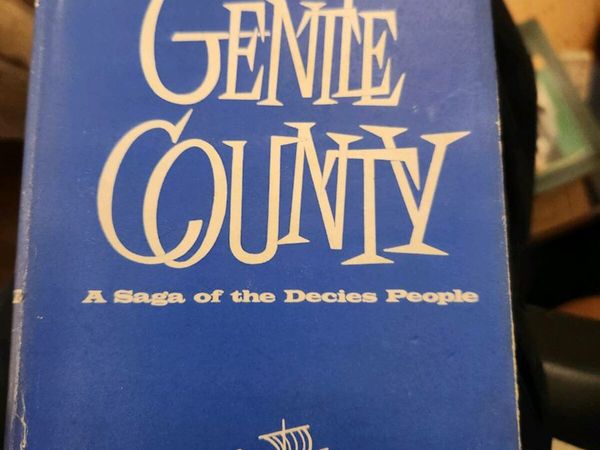 GENTLE
COUNTY
A Saga of the Decies People